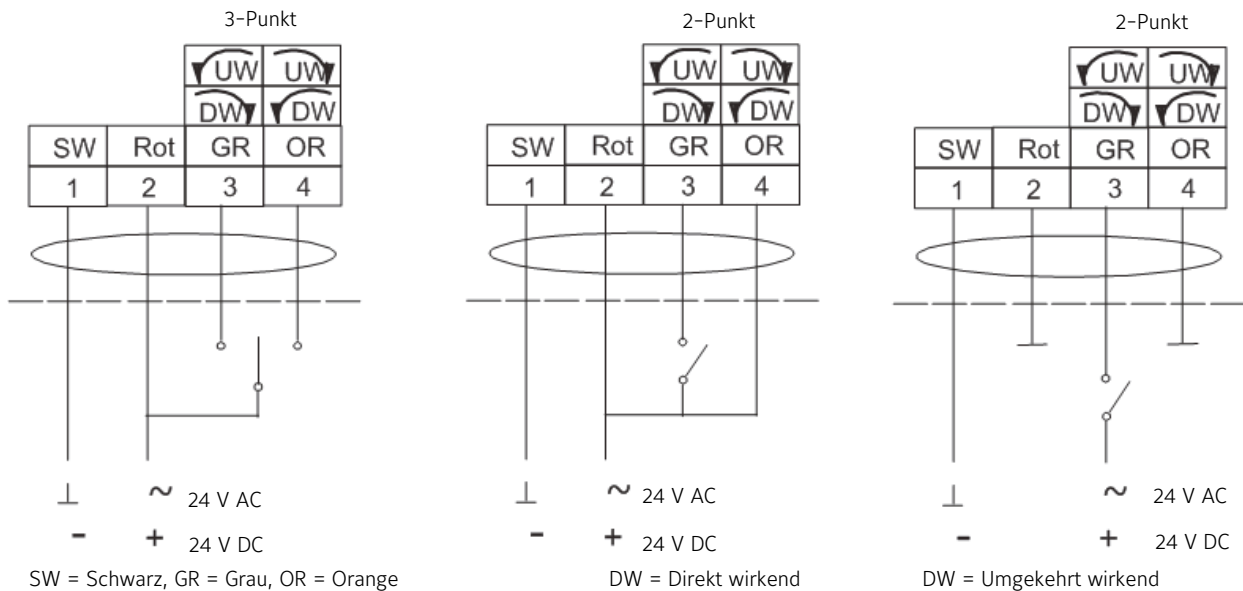 3-Punkt
UW UW
DW DW
SW Rot GR OR
1 2 3 4
⊥ ~ 24 V AC
- + 24 V DC
SW = Schwarz, GR = Grau, OR = Orange
2-Punkt
UW UW
DW DW
SW Rot GR OR
1 2 3 4
⊥ ~ 24 V AC
- + 24 V DC
DW = Direkt wirkend
2-Punkt
UW UW
DW DW
SW Rot GR OR
1 2 3 4
⊥ ~ 24 V AC
- + 24 V DC
DW = Umgekehrt wirkend